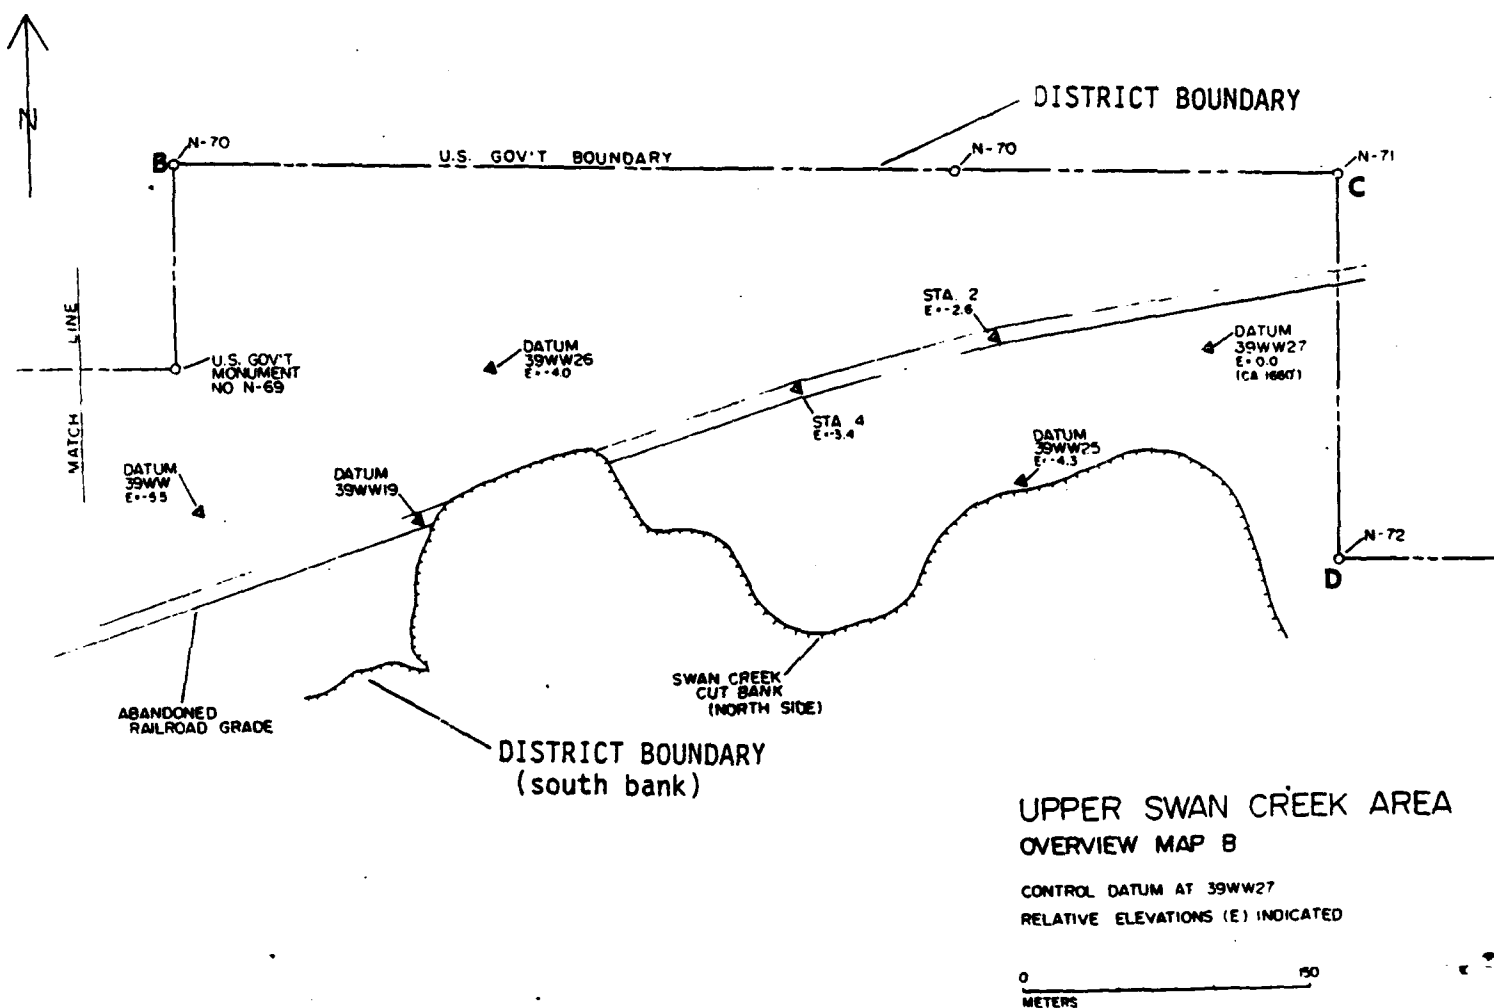 N
DISTRICT BOUNDARY
N-70
B
U.S. GOV'T BOUNDARY
N-70
N-71
C
MATCH LINE
U.S. GOV'T
MONUMENT
NO N-69
DATUM
39WW26
E=-4.0
STA. 2
E=-2.6
DATUM
39WW27
E=0.0
(CA 1660')
STA 4
E=-3.4
DATUM
39WW25
E=-4.3
DATUM
39WW
E=-5.5
DATUM
39WW19
N-72
D
ABANDONED
RAILROAD GRADE
SWAN CREEK
CUT BANK
(NORTH SIDE)
DISTRICT BOUNDARY
(south bank)
UPPER SWAN CREEK AREA
OVERVIEW MAP B
CONTROL DATUM AT 39WW27
RELATIVE ELEVATIONS (E) INDICATED
0 150
METERS